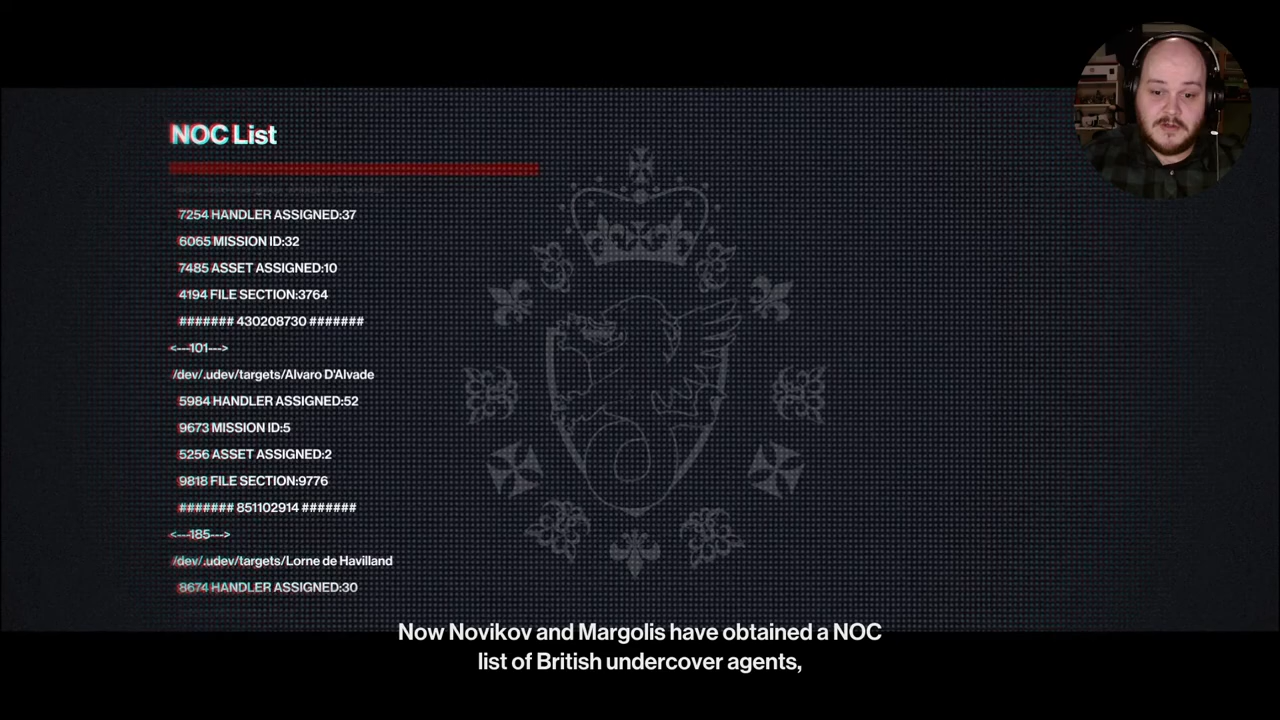 NOC List
7254 HANDLER ASSIGNED:37
6065 MISSION ID:32
7485 ASSET ASSIGNED:10
4194 FILE SECTION:3764
####### 430208730 #######
<---101--->
/dev/.udev/targets/Alvaro D'Alvade
5984 HANDLER ASSIGNED:52
9673 MISSION ID:5
5256 ASSET ASSIGNED:2
9818 FILE SECTION:9776
####### 851102914 #######
<---185--->
/dev/.udev/targets/Lorne de Havilland
8674 HANDLER ASSIGNED:30
Now Novikov and Margolis have obtained a NOC
list of British undercover agents,